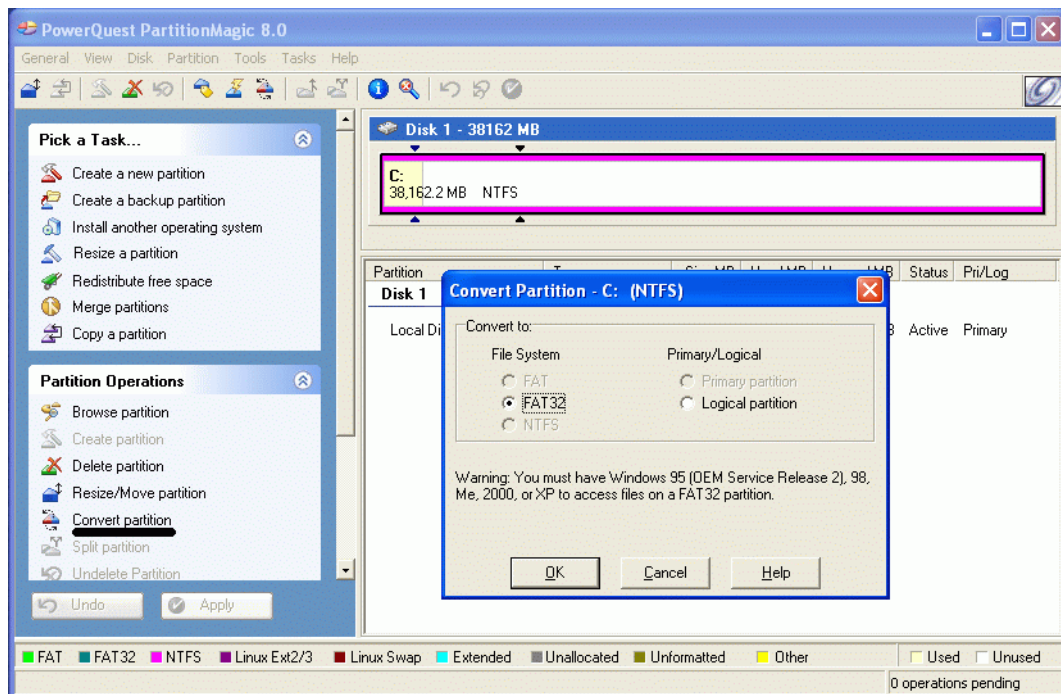 PowerQuest PartitionMagic 8.0
General View Disk Partition Tools Tasks Help
Pick a Task...
Create a new partition
Create a backup partition
Install another operating system
Resize a partition
Redistribute free space
Merge partitions
Copy a partition
Partition Operations
Browse partition
Create partition
Delete partition
Resize/Move partition
Convert partition
Split partition
Undelete Partition
Undo Apply
Disk 1 - 38162 MB
C:
38,162.2 MB NTFS
Partition Status Pri/Log
Disk 1
Local Active Primary
Convert Partition - C: (NTFS)
Convert to:
File System Primary/Logical
FAT Primary partition
FAT32 Logical partition
NTFS
Warning: You must have Windows 95 (OEM Service Release 2), 98,
Me, 2000, or XP to access files on a FAT32 partition.
OK Cancel Help
FAT FAT32 NTFS Linux Ext2/3 Linux Swap Extended Unallocated Unformatted Other Used Unused
0 operations pending